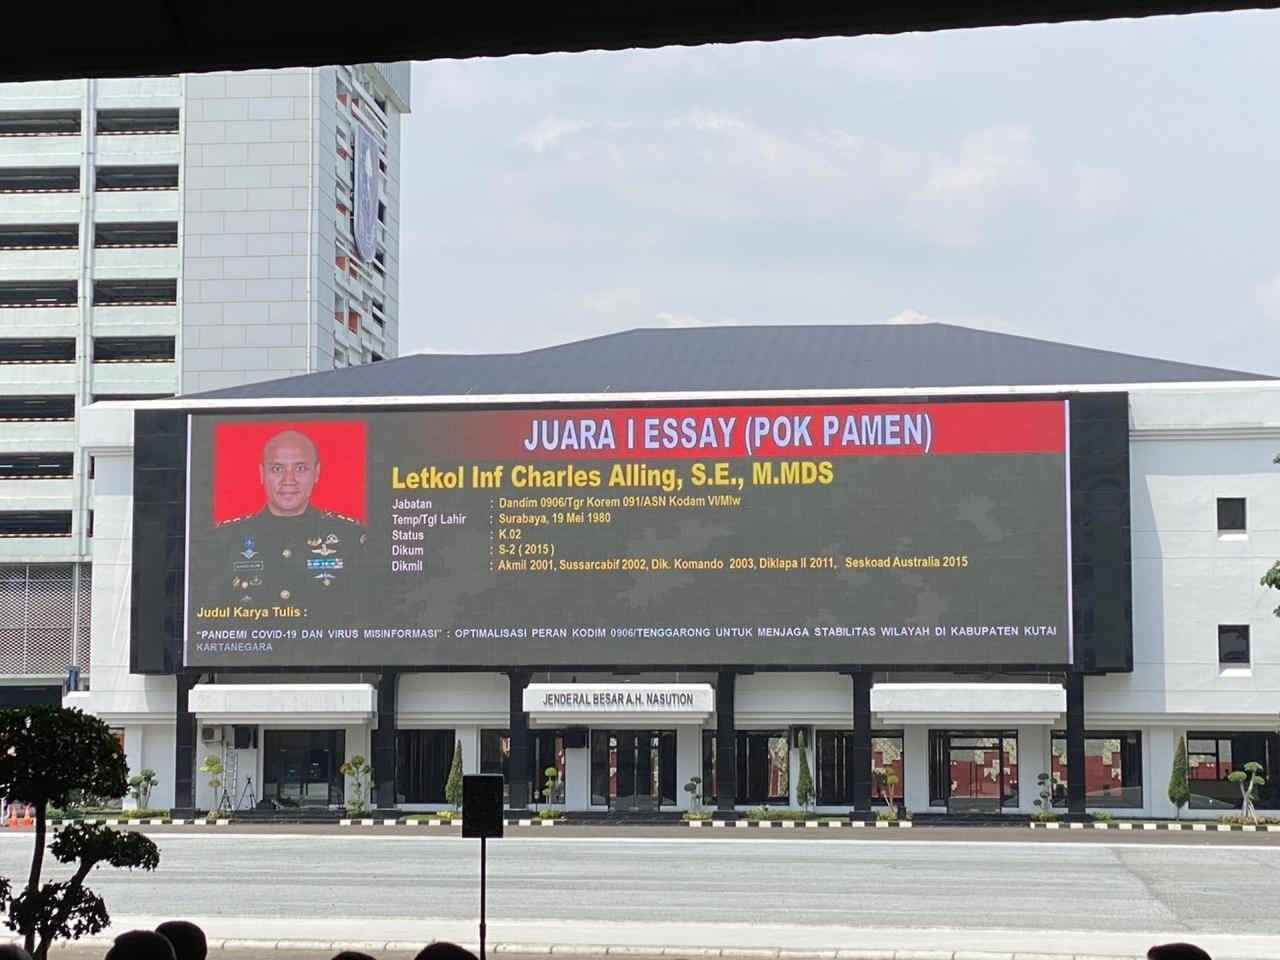 JUARA I ESSAY (POK PAMEN)
Letkol Inf Charles Alling, S.E., M.MDS
Jabatan : Dandim 0906/Tgr Korem 091/ASN Kodam VI/Mlw
Temp/Tgl Lahir : Surabaya, 19 Mei 1980
Status : K.02
Dikum : S-2 ( 2015 )
Dikmil : Akmil 2001, Sussarcabif 2002, Dik. Komando 2003, Diklapa II 2011, Seskoad Australia 2015
Judul Karya Tulis :
"PANDEMI COVID-19 DAN VIRUS MISINFORMASI" : OPTIMALISASI PERAN KODIM 0906/TENGGARONG UNTUK MENJAGA STABILITAS WILAYAH DI KABUPATEN KUTAI
KARTANEGARA
JENDERAL BESAR A.H. NASUTION